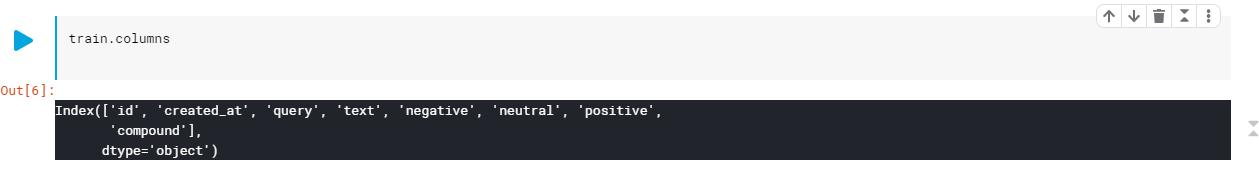 train.columns
Out[6]:
Index(['id', 'created_at', 'query', 'text', 'negative', 'neutral', 'positive',
'compound'],
dtype='object')